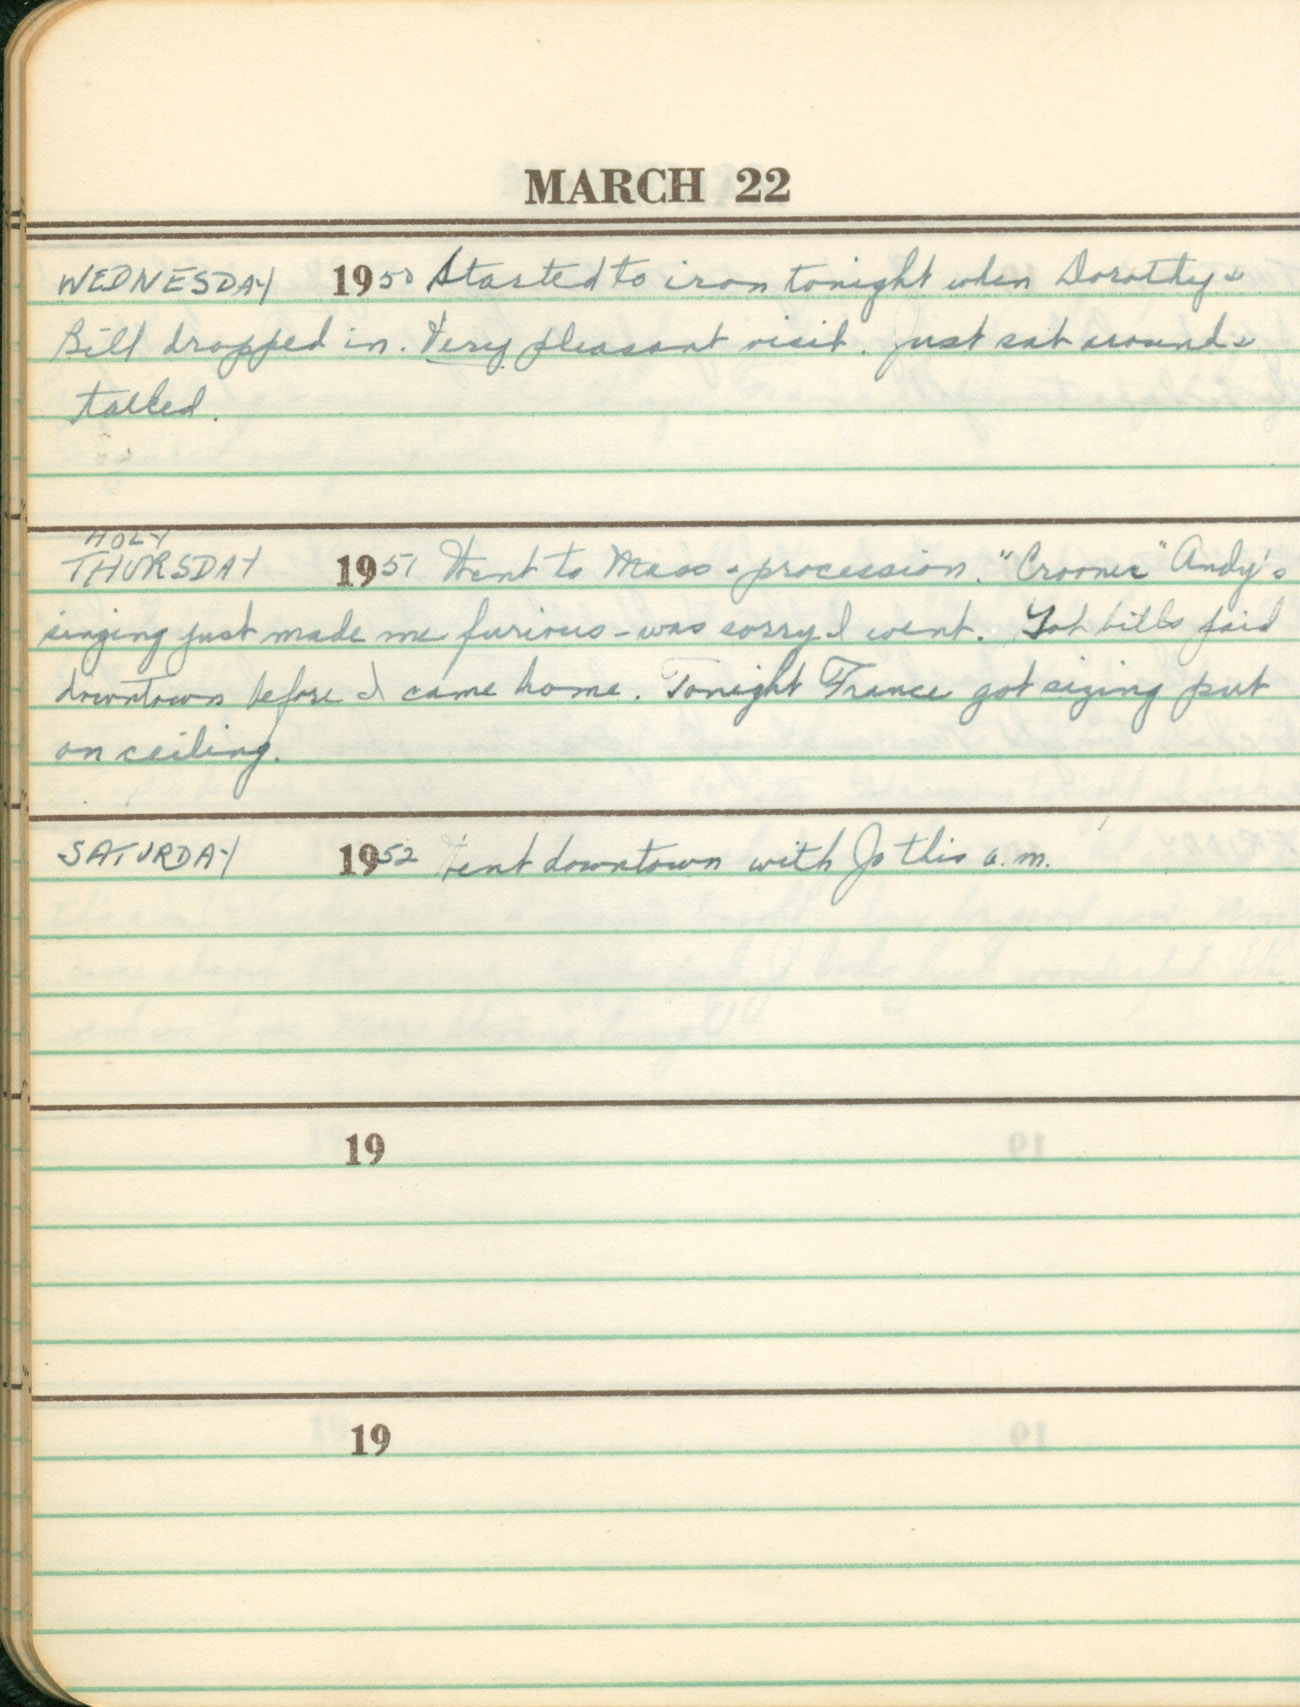 MARCH 22
WEDNESDAY 1950 Started to iron tonight when Dorothy &
Bill dropped in. Very pleasant visit. Just sat around &
talked.
HOLY
THURSDAY 1951 Went to Mass & procession. "Crooner" Andy's
singing just made me furious - was sorry I went. Got bills paid
downtown before I came home. Tonight France got sizing put
on ceiling.
SATURDAY 1952 Went downtown with Jo this a.m.
19
19